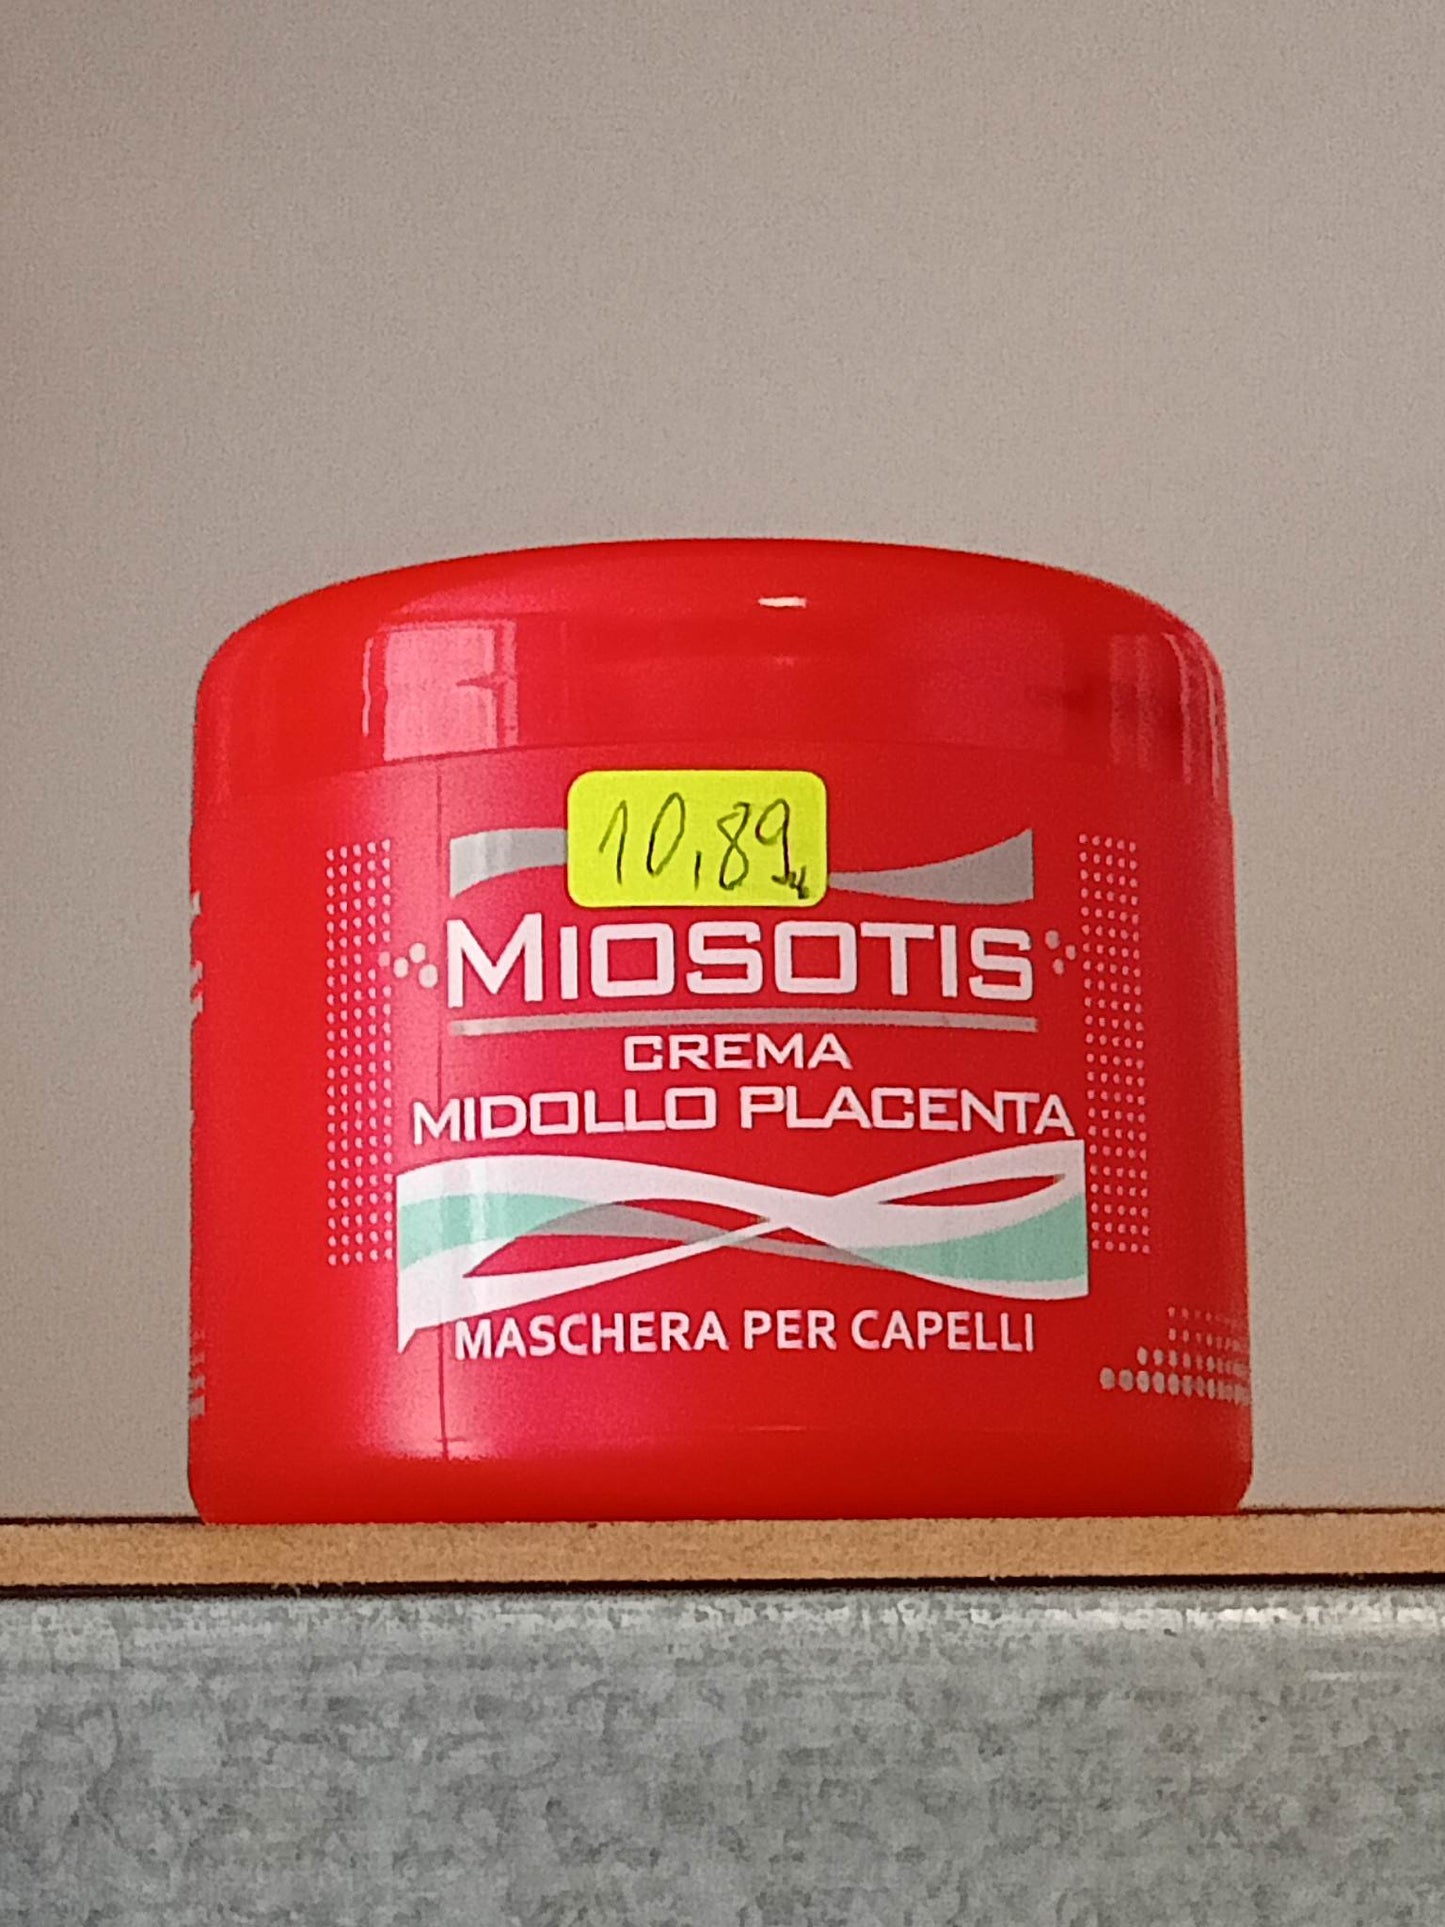 10,89
MIOSOTIS
CREMA
MIDOLLO PLACENTA
MASCHERA PER CAPELLI